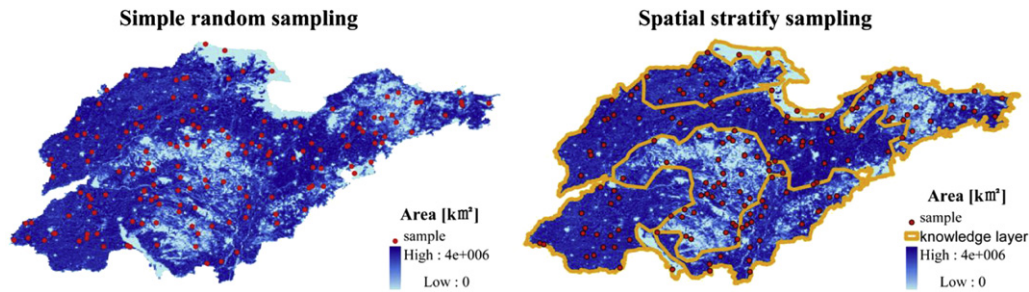 Simple random sampling
Area [k㎡]
sample
High : 4e+006
Low : 0
Spatial stratify sampling
Area [k㎡]
sample
knowledge layer
High : 4e+006
Low : 0